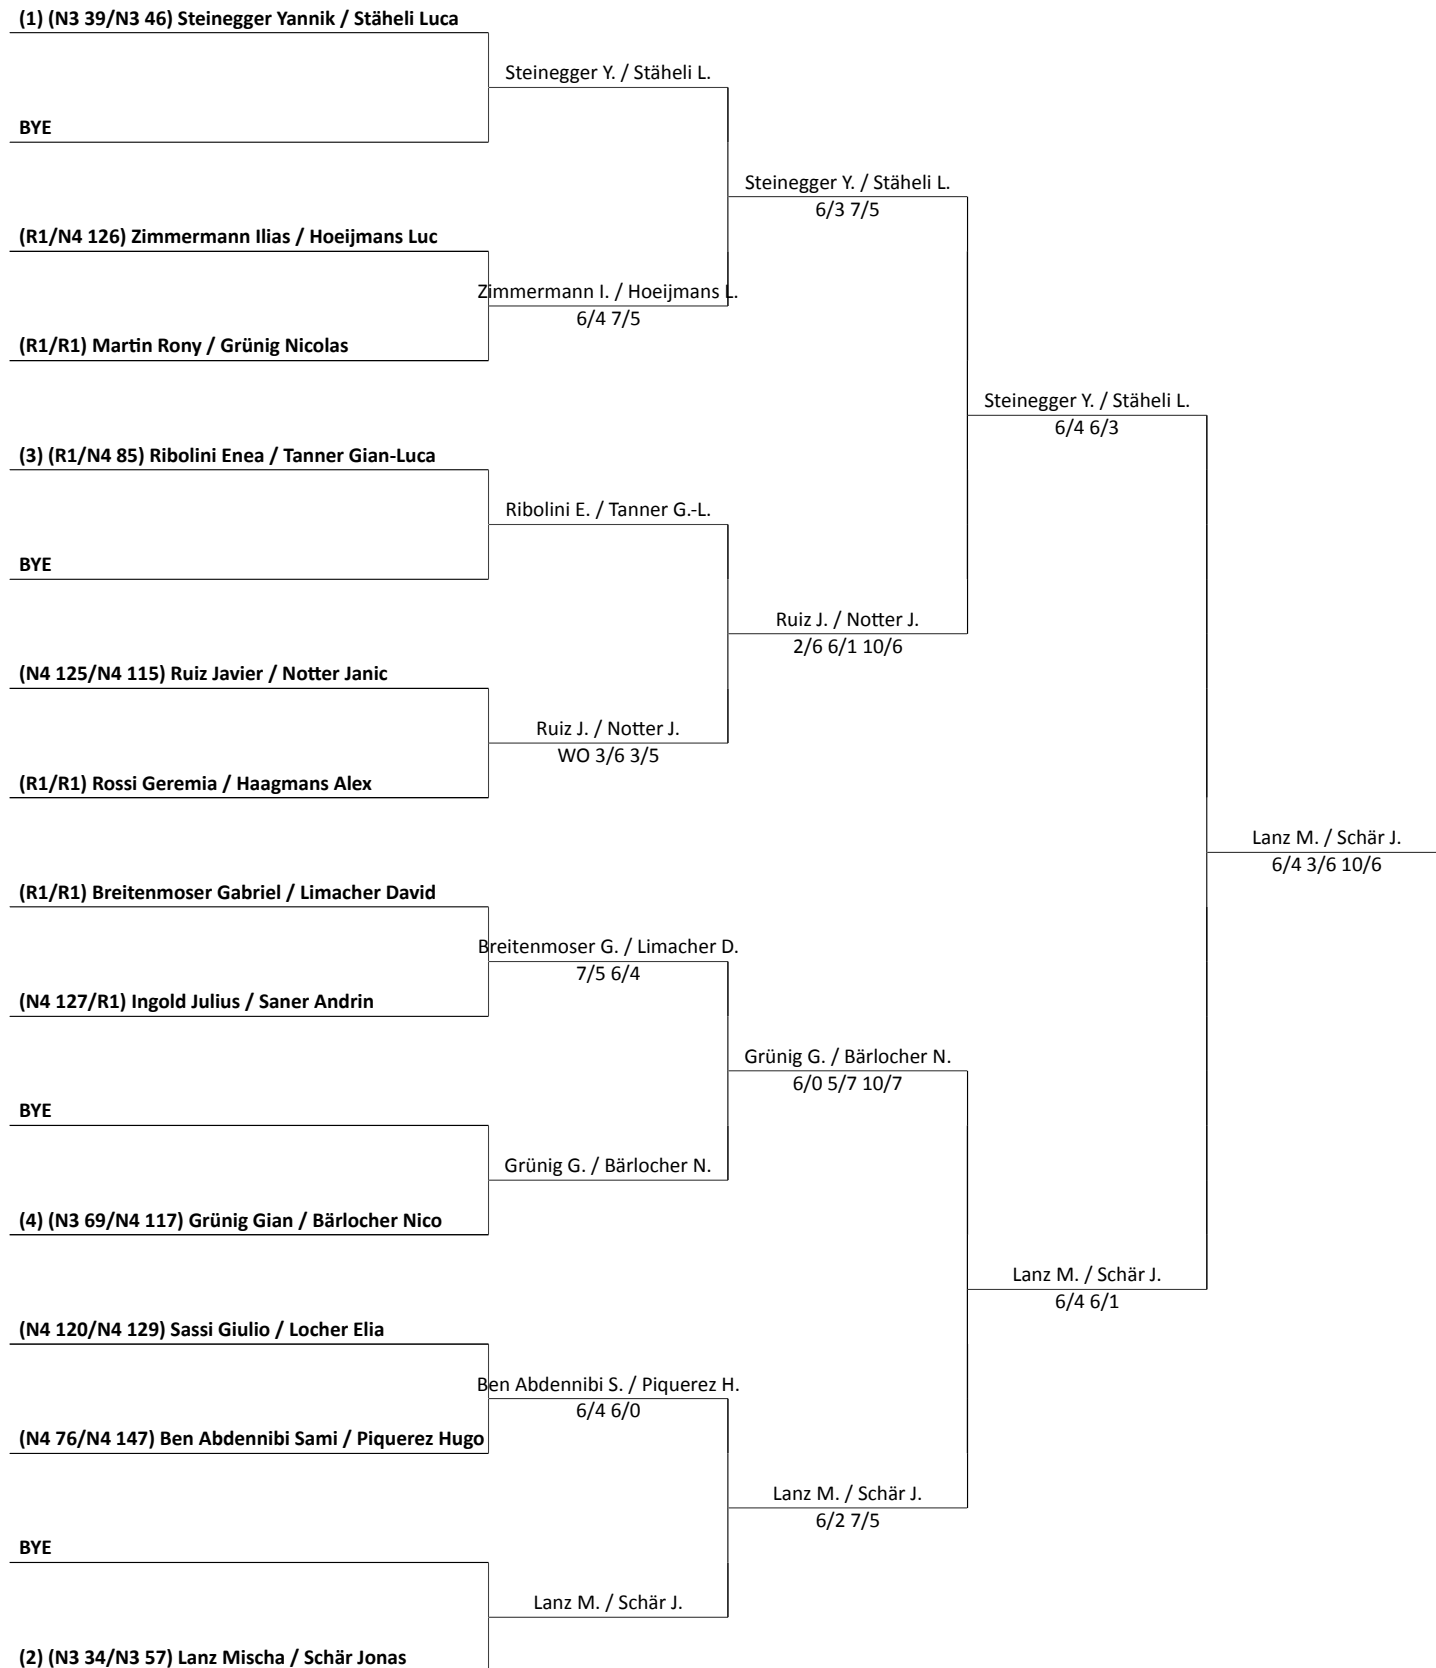 (1) (N3 39/N3 46) Steinegger Yannik / Stäheli Luca
Steinegger Y. / Stäheli L.
BYE
Steinegger Y. / Stäheli L.
6/3 7/5
(R1/N4 126) Zimmermann Ilias / Hoeijmans Luc
Zimmermann I. / Hoeijmans L.
6/4 7/5
(R1/R1) Martin Rony / Grünig Nicolas
Steinegger Y. / Stäheli L.
6/4 6/3
(3) (R1/N4 85) Ribolini Enea / Tanner Gian-Luca
Ribolini E. / Tanner G.-L.
BYE
Ruiz J. / Notter J.
2/6 6/1 10/6
(N4 125/N4 115) Ruiz Javier / Notter Janic
Ruiz J. / Notter J.
WO 3/6 3/5
(R1/R1) Rossi Geremia / Haagmans Alex
Lanz M. / Schär J.
6/4 3/6 10/6
(R1/R1) Breitenmoser Gabriel / Limacher David
Breitenmoser G. / Limacher D.
7/5 6/4
(N4 127/R1) Ingold Julius / Saner Andrin
Grünig G. / Bärlocher N.
6/0 5/7 10/7
BYE
Grünig G. / Bärlocher N.
(4) (N3 69/N4 117) Grünig Gian / Bärlocher Nico
Lanz M. / Schär J.
6/4 6/1
(N4 120/N4 129) Sassi Giulio / Locher Elia
Ben Abdennibi S. / Piquerez H.
6/4 6/0
(N4 76/N4 147) Ben Abdennibi Sami / Piquerez Hugo
Lanz M. / Schär J.
6/2 7/5
BYE
Lanz M. / Schär J.
(2) (N3 34/N3 57) Lanz Mischa / Schär Jonas